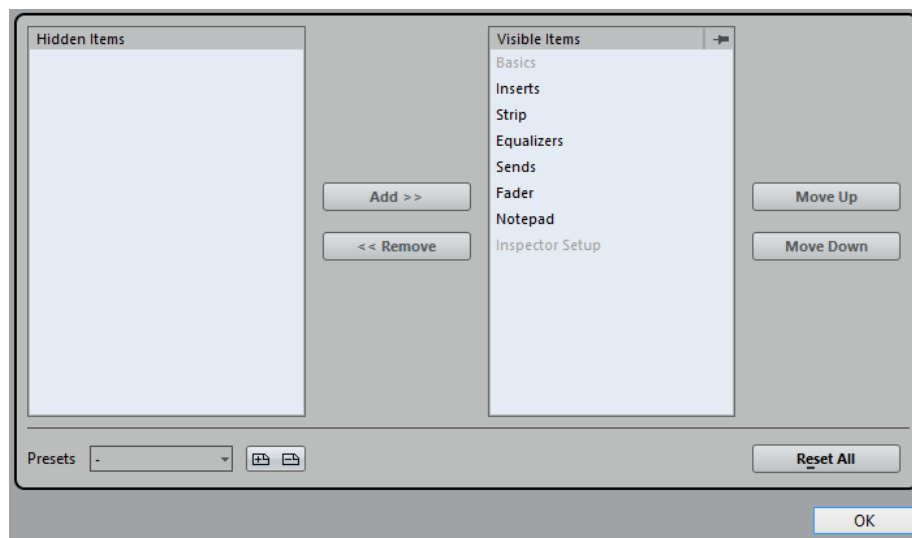 Hidden Items
Visible Items
Basics
Inserts
Strip
Equalizers
Sends
Fader
Notepad
Inspector Setup
Add >>
<< Remove
Move Up
Move Down
Presets
-
Reset All
OK